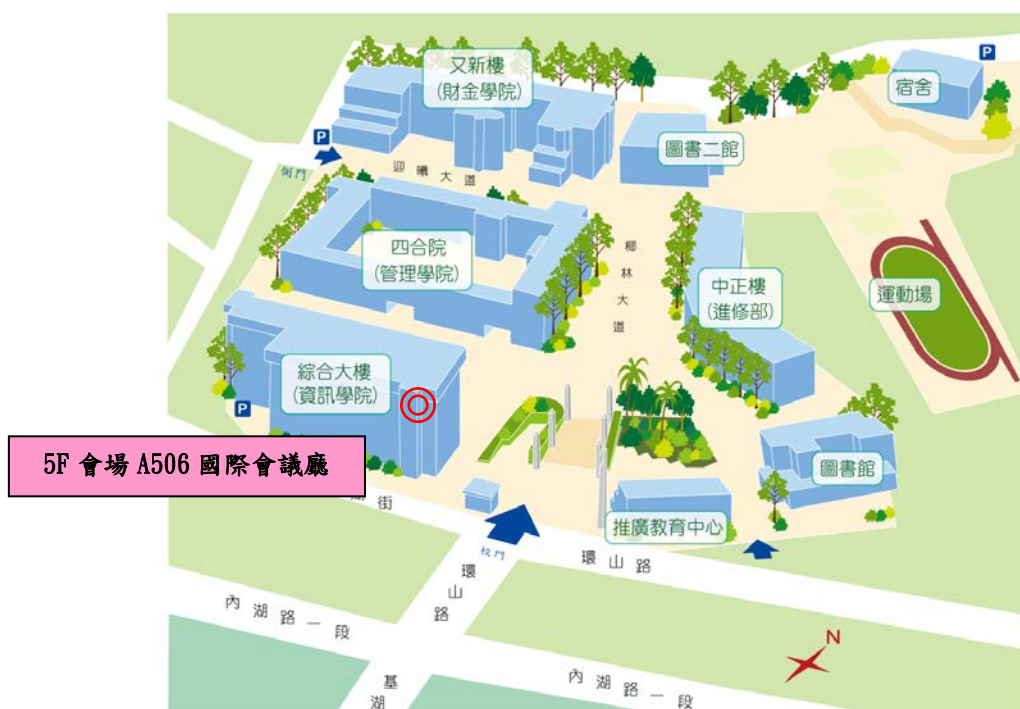 又新樓
(財金學院)
P
宿舍
圖書二館
P
側門
迎曦大道
四合院
(管理學院)
椰林大道
中正樓
(進修部)
運動場
綜合大樓
(資訊學院)
P
5F 會場 A506 國際會議廳
圖書館
街
推廣教育中心
校門
環山路
環山路
內湖路一段
N
內湖路一段
基湖